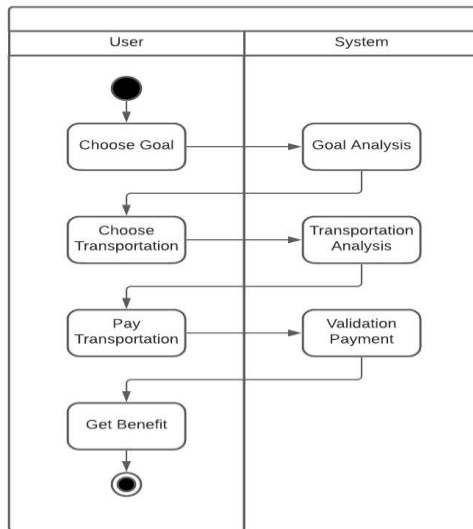 User
System
Choose Goal
Goal Analysis
Choose
Transportation
Transportation
Analysis
Pay
Transportation
Validation
Payment
Get Benefit